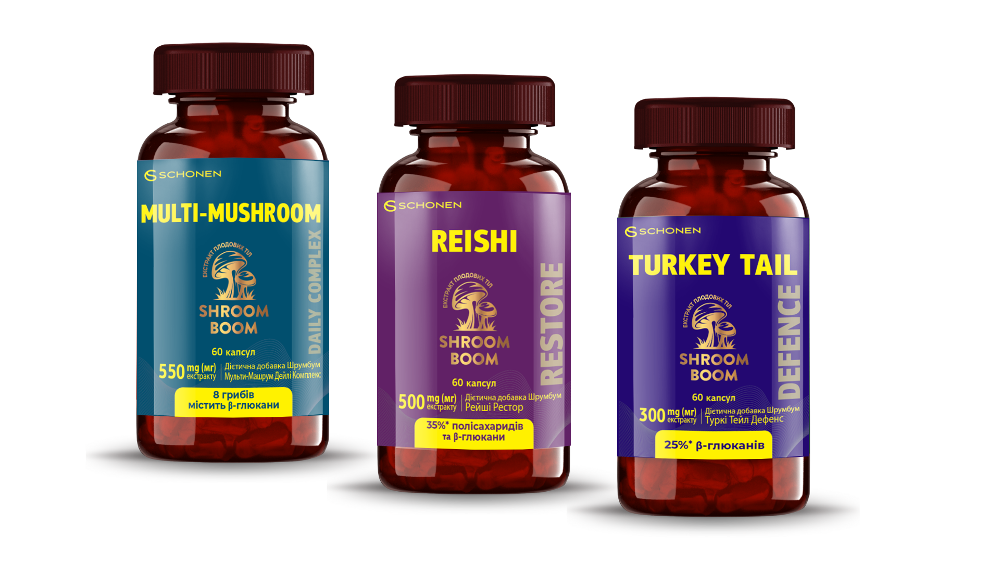 SCHONEN
MULTI-MUSHROOM
DAILY COMPLEX
ЕКСТРАКТ ПЛОДОВИХ ТІЛ
SHROOM
BOOM
60 капсул
550 mg (мг) екстракту
Дієтична добавка Шрумбум
Мульти-Машрум Дейлі Комплекс
8 грибів
містить β-глюкани
SCHONEN
REISHI
RESTORE
ЕКСТРАКТ ПЛОДОВИХ ТІЛ
SHROOM
BOOM
60 капсул
500 mg (мг) екстракту
Дієтична добавка Шрумбум
Рейші Рестор
35%* полісахаридів
та β-глюкани
SCHONEN
TURKEY TAIL
DEFENCE
ЕКСТРАКТ ПЛОДОВИХ ТІЛ
SHROOM
BOOM
60 капсул
300 mg (мг) екстракту
Дієтична добавка Шрумбум
Туркі Тейл Дефенс
25%* β-глюканів